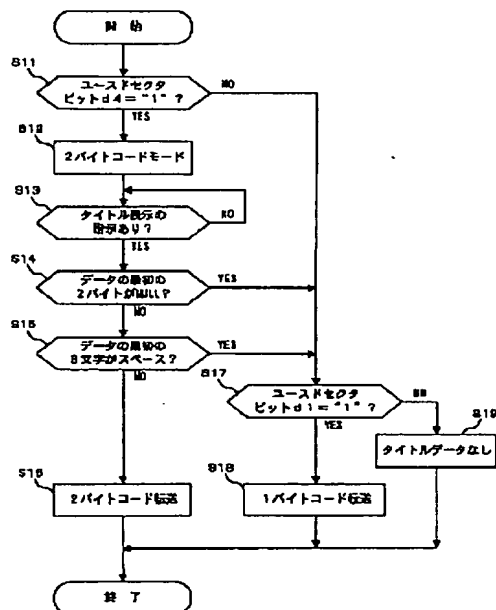 開始
S11
ユースドセクタ
ビットd4="1"?
NO
YES
S12
2バイトコードモード
S13
タイトル表示の
指示あり?
NO
YES
S14
データの最初の
2バイトがNULL?
YES
NO
S15
データの最初の
8文字がスペース?
YES
NO
S17
ユースドセクタ
ビットd1="1"?
NO
YES
S19
タイトルデータなし
S16
2バイトコード転送
S18
1バイトコード転送
終了